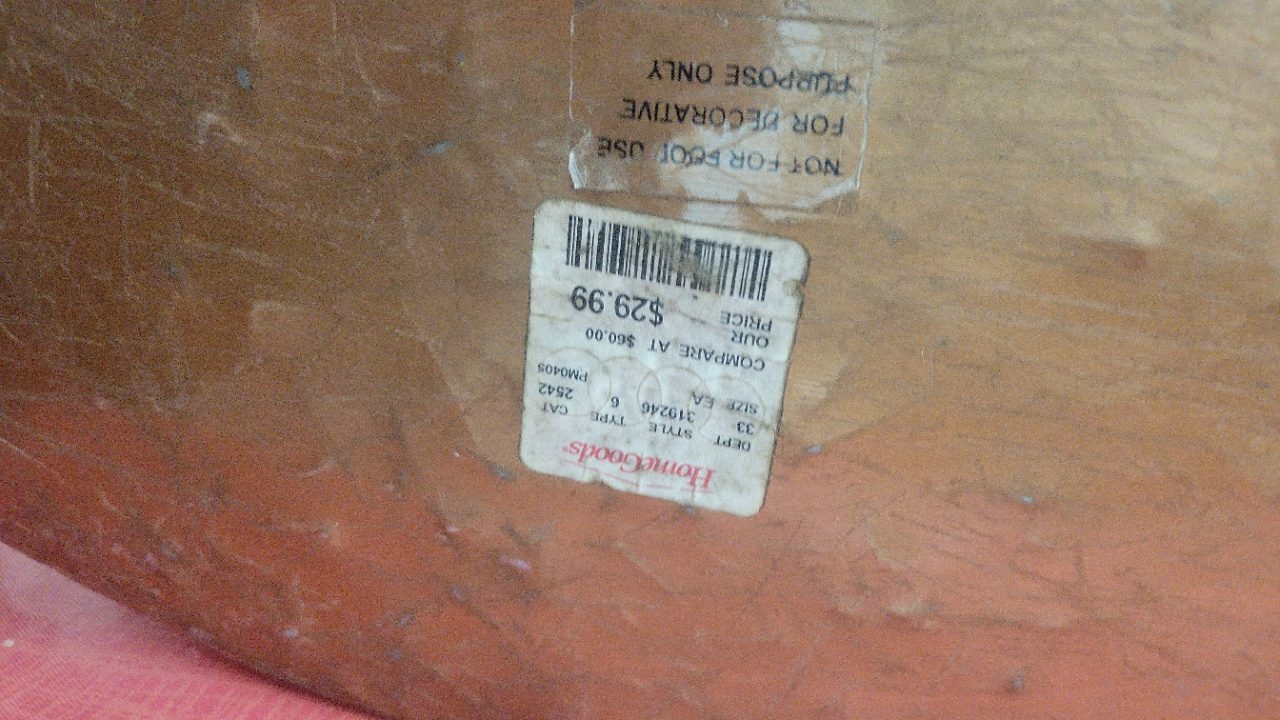 HomeGoods
DEPT STYLE TYPE CAT
33 319246 6 2542
SIZE EA PM0405
COMPARE AT $60.00
OUR PRICE $29.99
NOT FOR FOOD USE
FOR DECORATIVE
PURPOSE ONLY